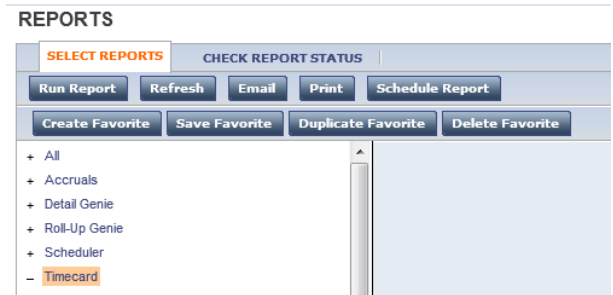 REPORTS
SELECT REPORTS CHECK REPORT STATUS
Run Report Refresh Email Print Schedule Report
Create Favorite Save Favorite Duplicate Favorite Delete Favorite
+ All
+ Accruals
+ Detail Genie
+ Roll-Up Genie
+ Scheduler
− Timecard